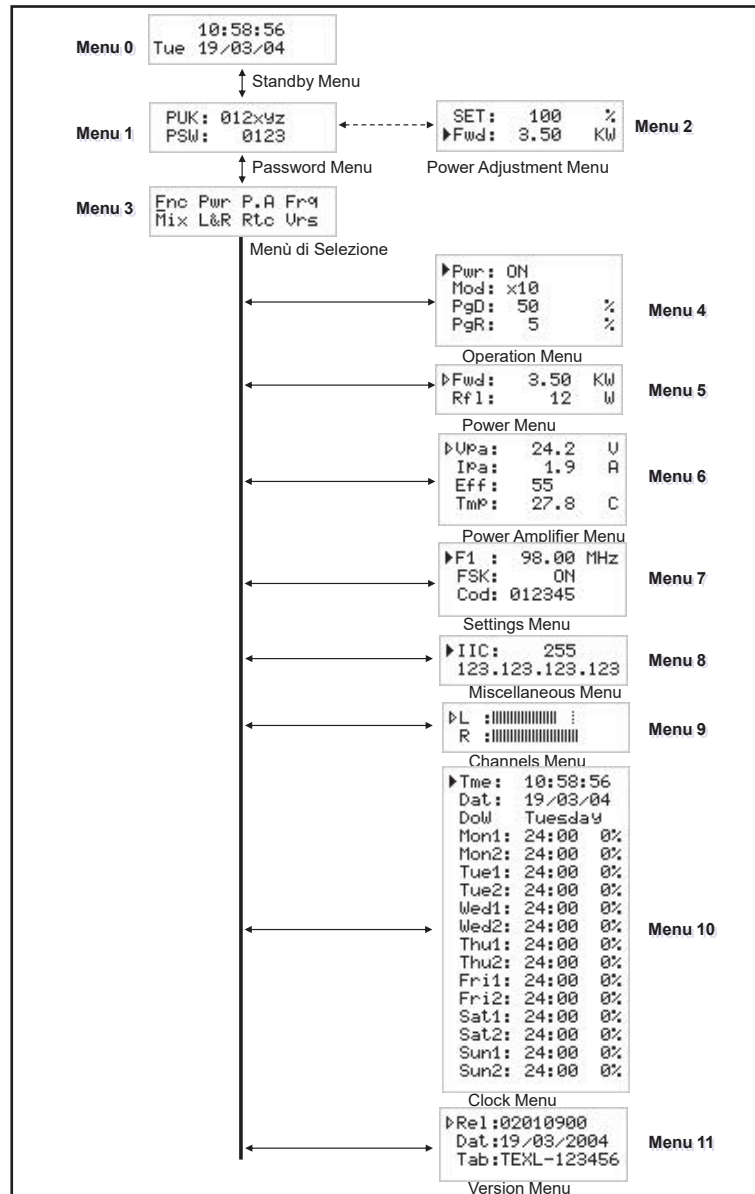 Menu 0
10:58:56
Tue 19/03/04
Standby Menu
Menu 1
PUK: 012xyz
PSW: 0123
SET: 100 %
▶Fwd: 3.50 KW
Menu 2
Password Menu
Power Adjustment Menu
Menu 3
Fnc Pwr P.A Frq
Mix L&R Rtc Vrs
Menù di Selezione
▶Pwr: ON
Mod: x10
PgD: 50 %
PgR: 5 %
Menu 4
Operation Menu
▷Fwd: 3.50 KW
Rfl: 12 W
Menu 5
Power Menu
▷Vpa: 24.2 V
Ipa: 1.9 A
Eff: 55
Tmp: 27.8 C
Menu 6
Power Amplifier Menu
▶F1 : 98.00 MHz
FSK: ON
Cod: 012345
Menu 7
Settings Menu
▶IIC: 255
123.123.123.123
Menu 8
Miscellaneous Menu
▷L :
R :
Menu 9
Channels Menu
▶Tme: 10:58:56
Dat: 19/03/04
DoW Tuesday
Mon1: 24:00 0%
Mon2: 24:00 0%
Tue1: 24:00 0%
Tue2: 24:00 0%
Wed1: 24:00 0%
Wed2: 24:00 0%
Thu1: 24:00 0%
Thu2: 24:00 0%
Fri1: 24:00 0%
Fri2: 24:00 0%
Sat1: 24:00 0%
Sat2: 24:00 0%
Sun1: 24:00 0%
Sun2: 24:00 0%
Menu 10
Clock Menu
▷Rel:02010900
Dat:19/03/2004
Tab:TEXL-123456
Menu 11
Version Menu